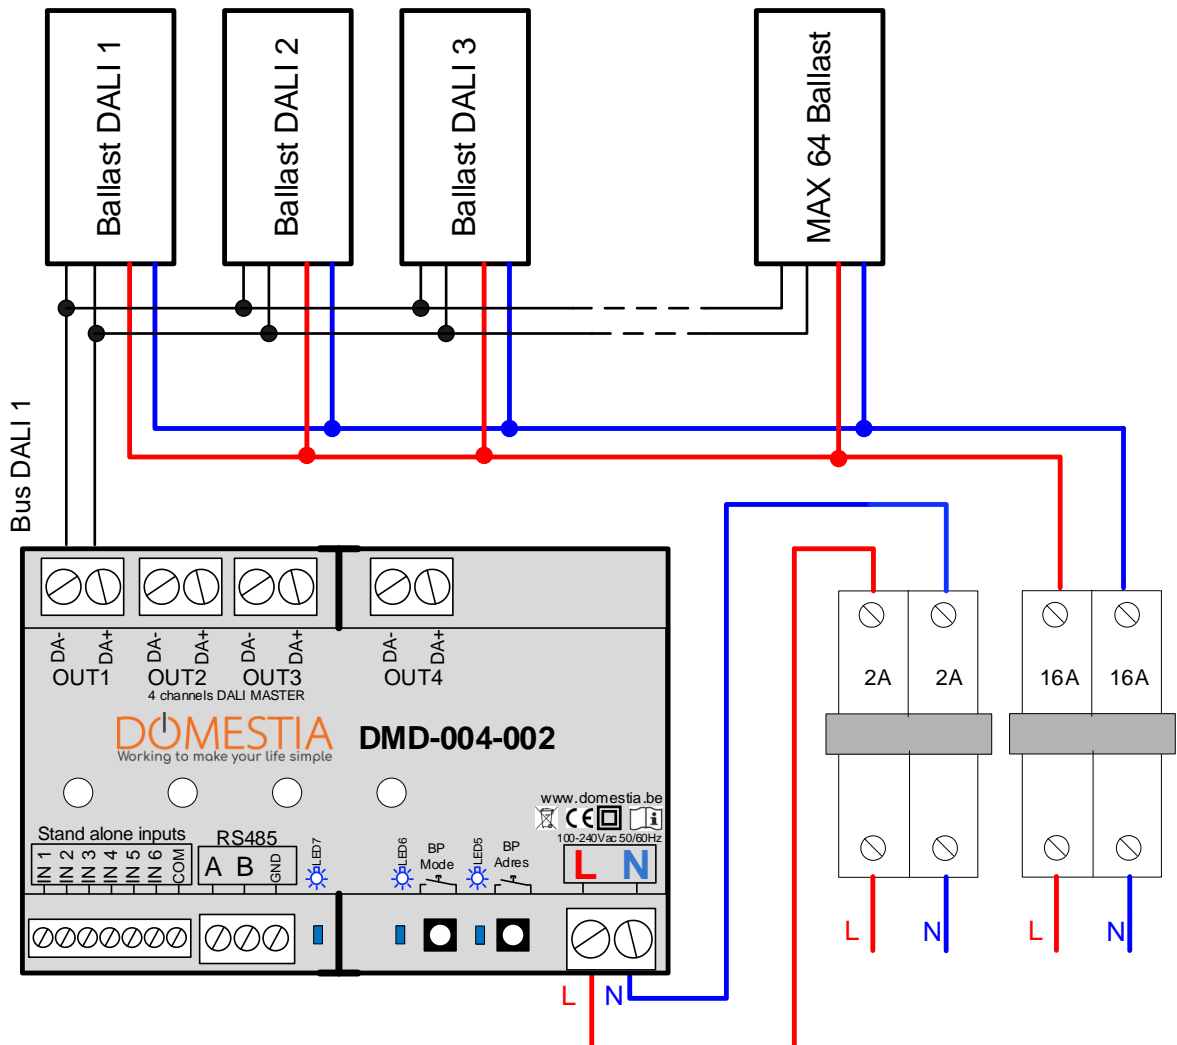 Ballast DALI 1
Ballast DALI 2
Ballast DALI 3
MAX 64 Ballast
Bus DALI 1
DA- DA+ DA- DA+ DA- DA+ DA- DA+
OUT1 OUT2 OUT3 OUT4
4 channels DALI MASTER
DOMESTIA
Working to make your life simple
DMD-004-002
2A 2A 16A 16A
www.domestia.be
CE
100-240Vac 50/60Hz
Stand alone inputs
IN 1 IN 2 IN 3 IN 4 IN 5 IN 6 COM
RS485
A B GND
LED7
LED6
BP
Mode
LED5
BP
Adres
L N
L N
L N L N